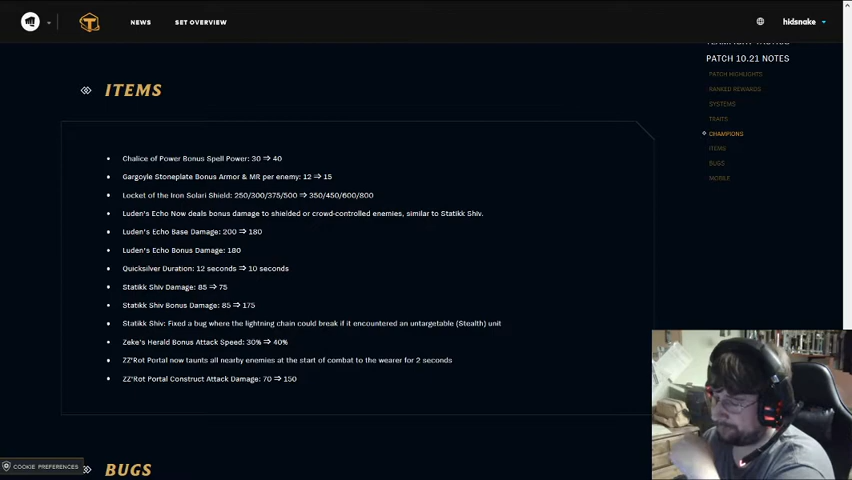 NEWS
SET OVERVIEW
hidsnake
TEAMFIGHT TACTICS
PATCH 10.21 NOTES
PATCH HIGHLIGHTS
RANKED REWARDS
SYSTEMS
TRAITS
CHAMPIONS
ITEMS
BUGS
MOBILE
ITEMS
Chalice of Power Bonus Spell Power: 30 ⇒ 40
Gargoyle Stoneplate Bonus Armor & MR per enemy: 12 ⇒ 15
Locket of the Iron Solari Shield: 250/300/375/500 ⇒ 350/450/600/800
Luden's Echo Now deals bonus damage to shielded or crowd-controlled enemies, similar to Statikk Shiv.
Luden's Echo Base Damage: 200 ⇒ 180
Luden's Echo Bonus Damage: 180
Quicksilver Duration: 12 seconds ⇒ 10 seconds
Statikk Shiv Damage: 85 ⇒ 75
Statikk Shiv Bonus Damage: 85 ⇒ 175
Statikk Shiv: Fixed a bug where the lightning chain could break if it encountered an untargetable (Stealth) unit
Zeke's Herald Bonus Attack Speed: 30% ⇒ 40%
ZZ'Rot Portal now taunts all nearby enemies at the start of combat to the wearer for 2 seconds
ZZ'Rot Portal Construct Attack Damage: 70 ⇒ 150
COOKIE PREFERENCES
BUGS